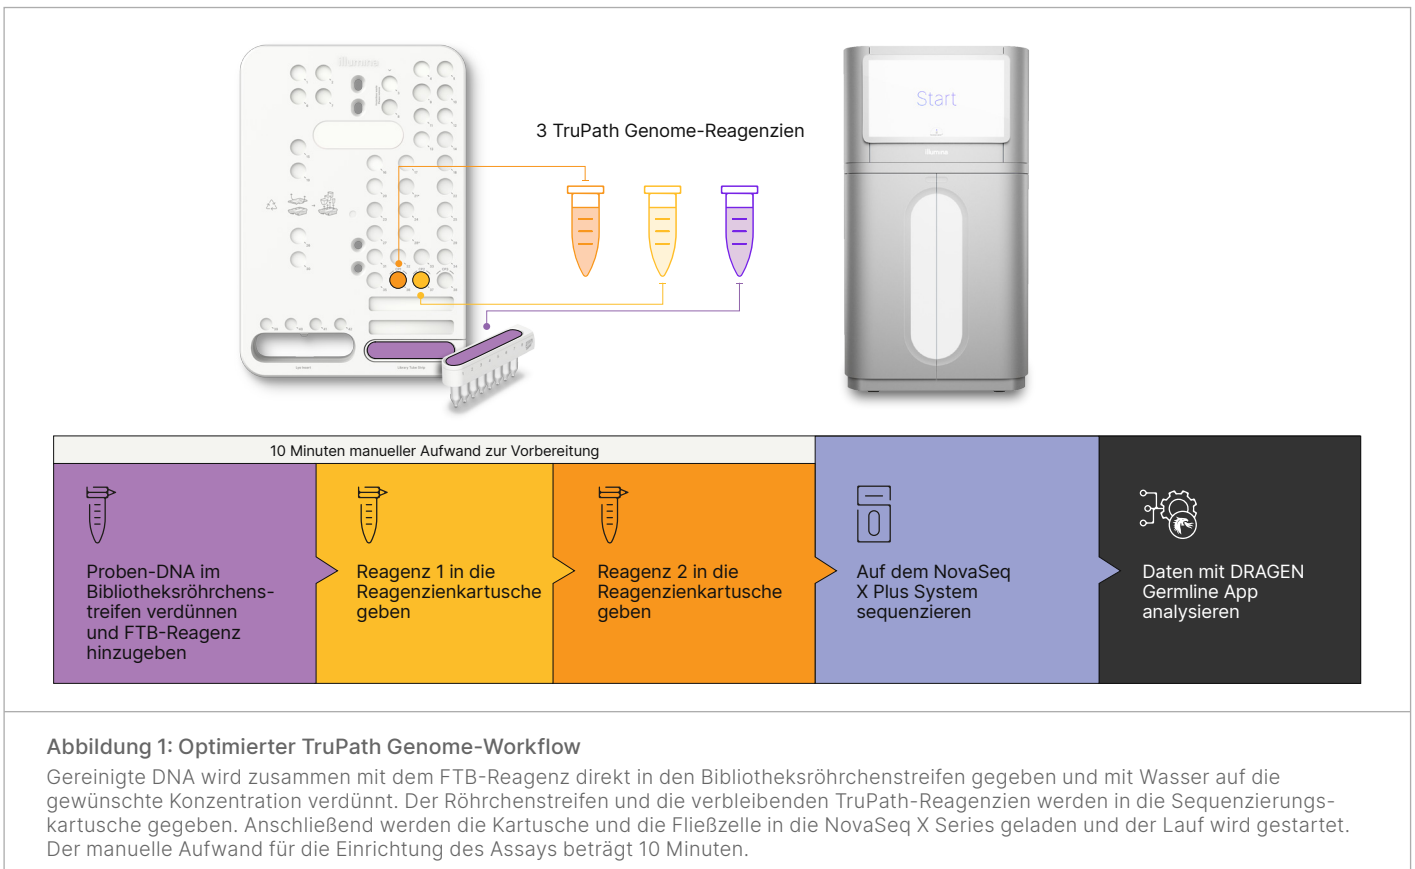 illumina
3 TruPath Genome-Reagenzien
Start
illumina
Library Tube Strip
10 Minuten manueller Aufwand zur Vorbereitung
Proben-DNA im
Bibliotheksröhrchens-
treifen verdünnen
und FTB-Reagenz
hinzugeben
Reagenz 1 in die
Reagenzienkartusche
geben
Reagenz 2 in die
Reagenzienkartusche
geben
Auf dem NovaSeq
X Plus System
sequenzieren
Daten mit DRAGEN
Germline App
analysieren
Abbildung 1: Optimierter TruPath Genome-Workflow
Gereinigte DNA wird zusammen mit dem FTB-Reagenz direkt in den Bibliotheksröhrchenstreifen gegeben und mit Wasser auf die
gewünschte Konzentration verdünnt. Der Röhrchenstreifen und die verbleibenden TruPath-Reagenzien werden in die Sequenzierungs-
kartusche gegeben. Anschließend werden die Kartusche und die Fließzelle in die NovaSeq X Series geladen und der Lauf wird gestartet.
Der manuelle Aufwand für die Einrichtung des Assays beträgt 10 Minuten.